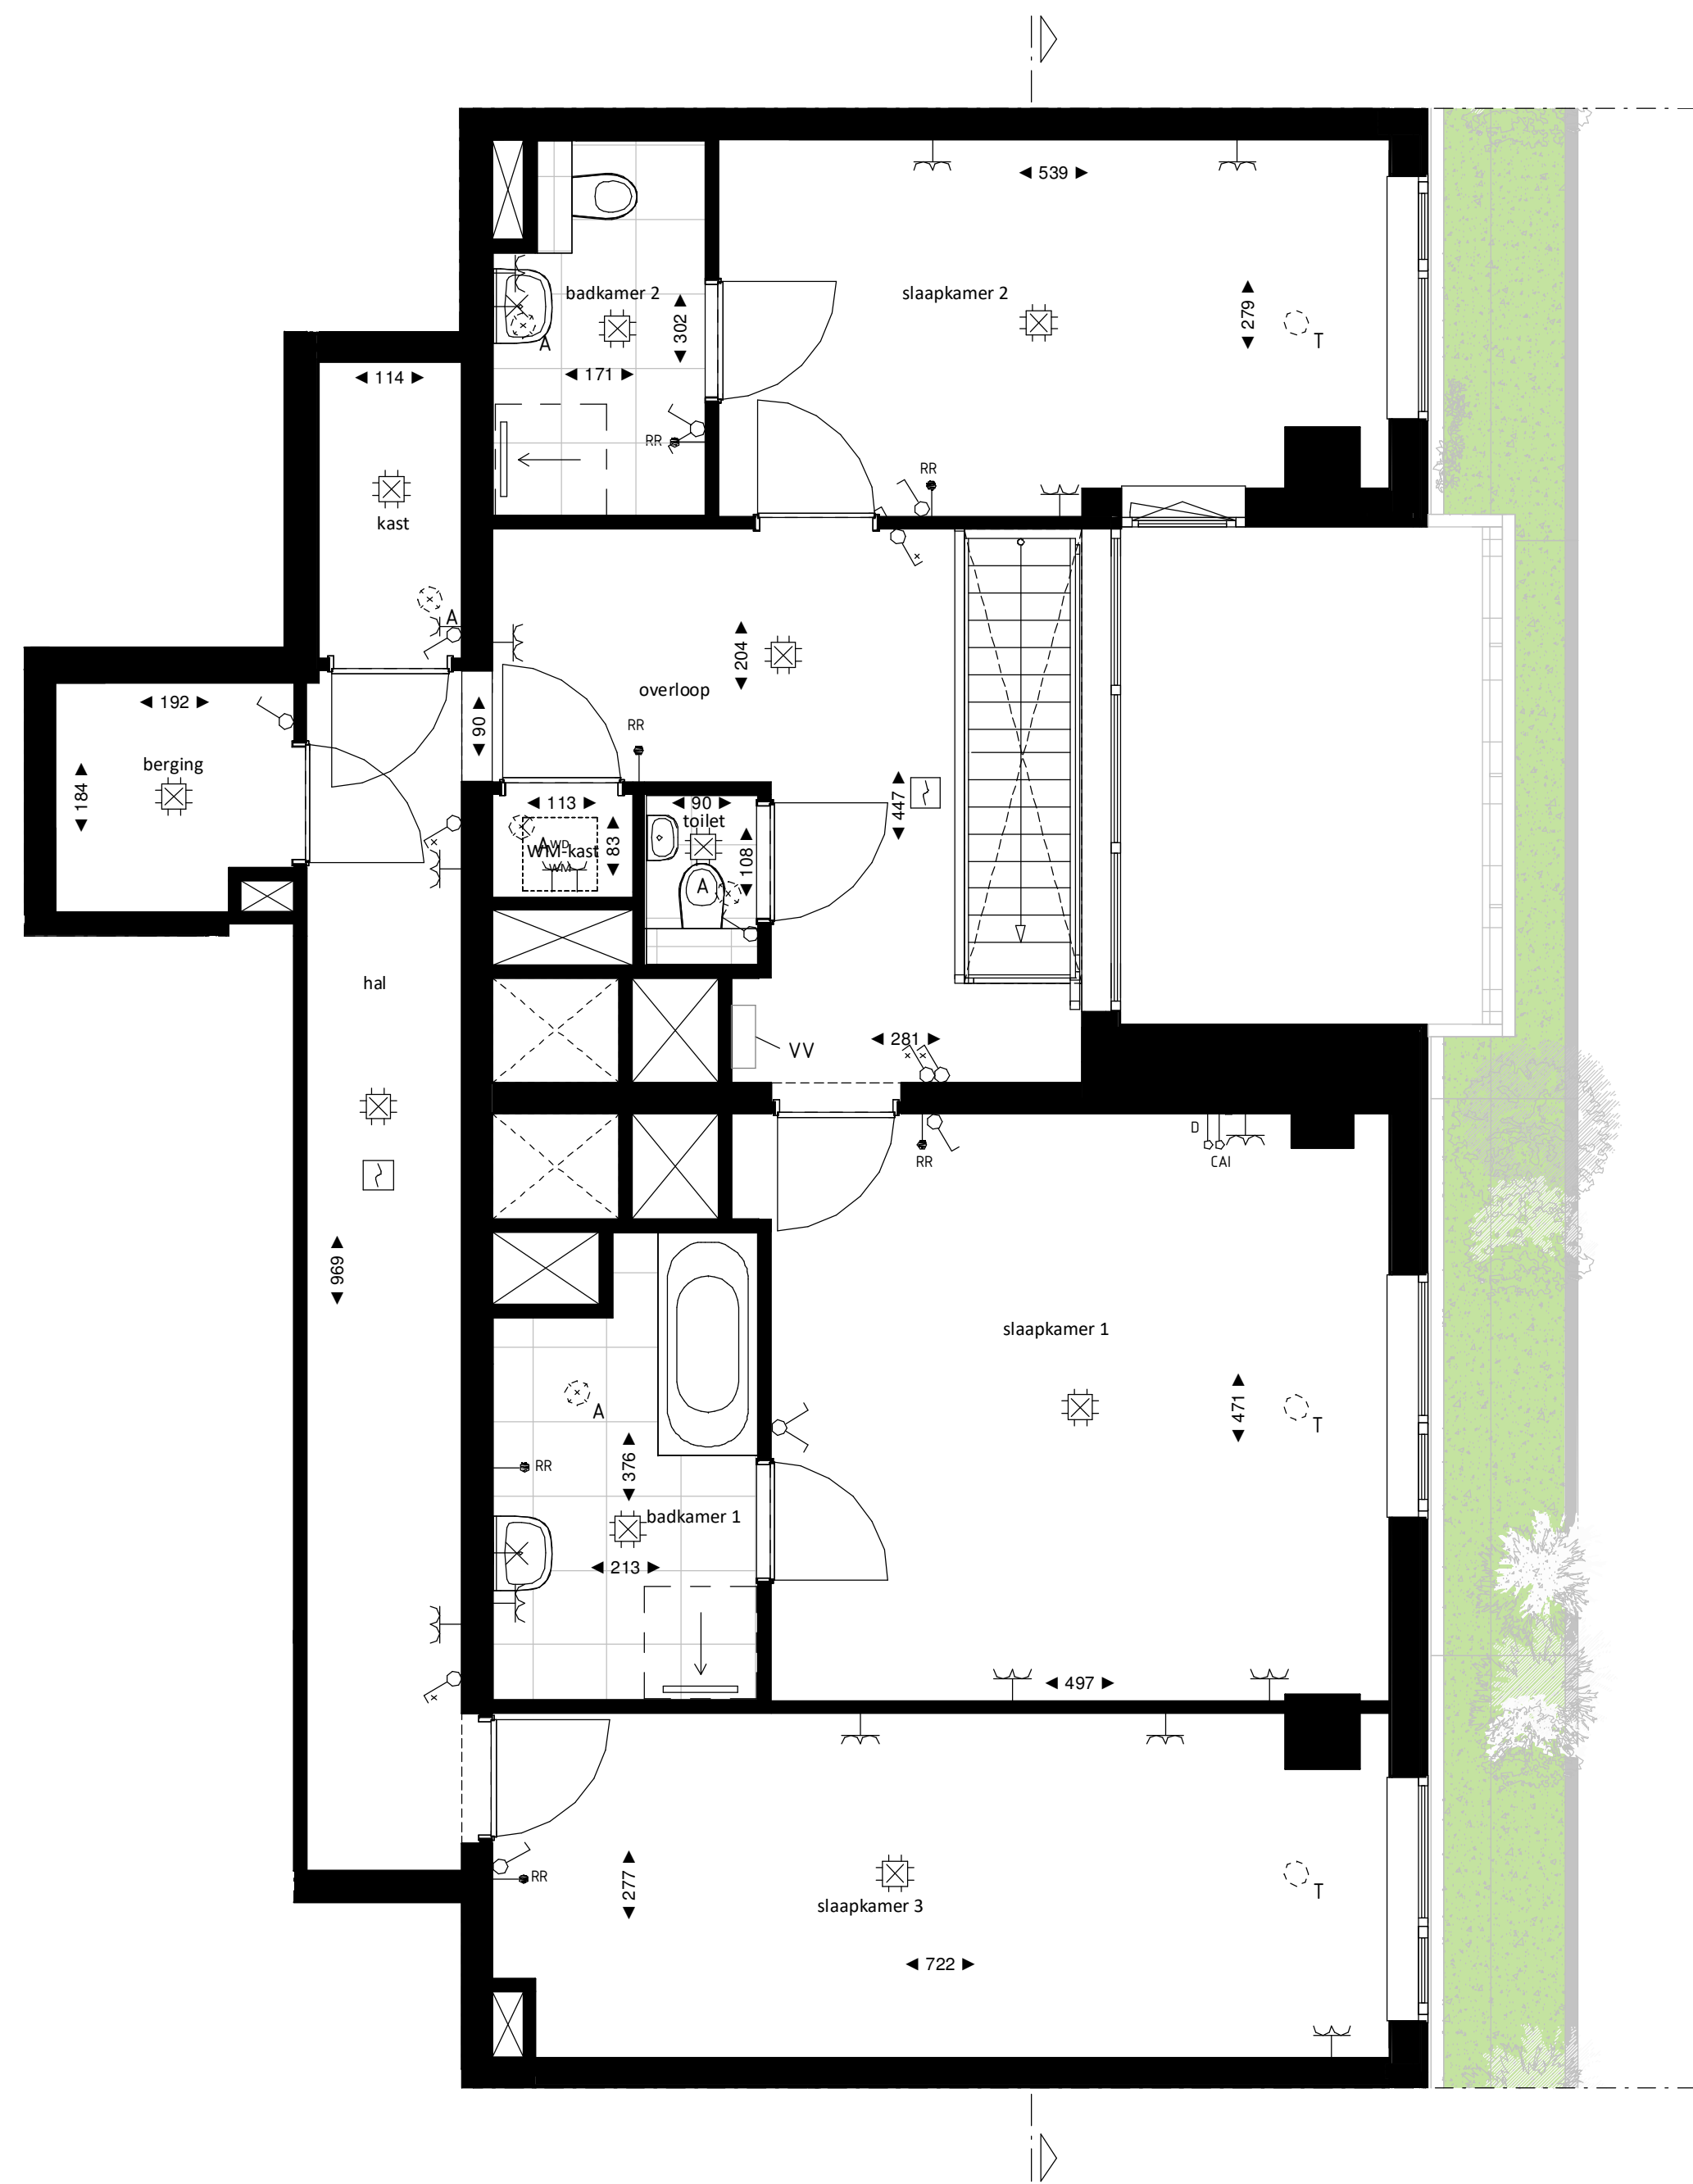 539
badkamer 2
slaapkamer 2
279
302
T
A
171
114
RR
RR
kast
A
204
overloop
192
90
RR
berging
184
447
113
90
toilet
83
108
A
WD
WM-kast
WM
A
hal
281
VV
D
RR
CAI
969
slaapkamer 1
471
T
A
376
RR
badkamer 1
213
497
277
RR
T
slaapkamer 3
722